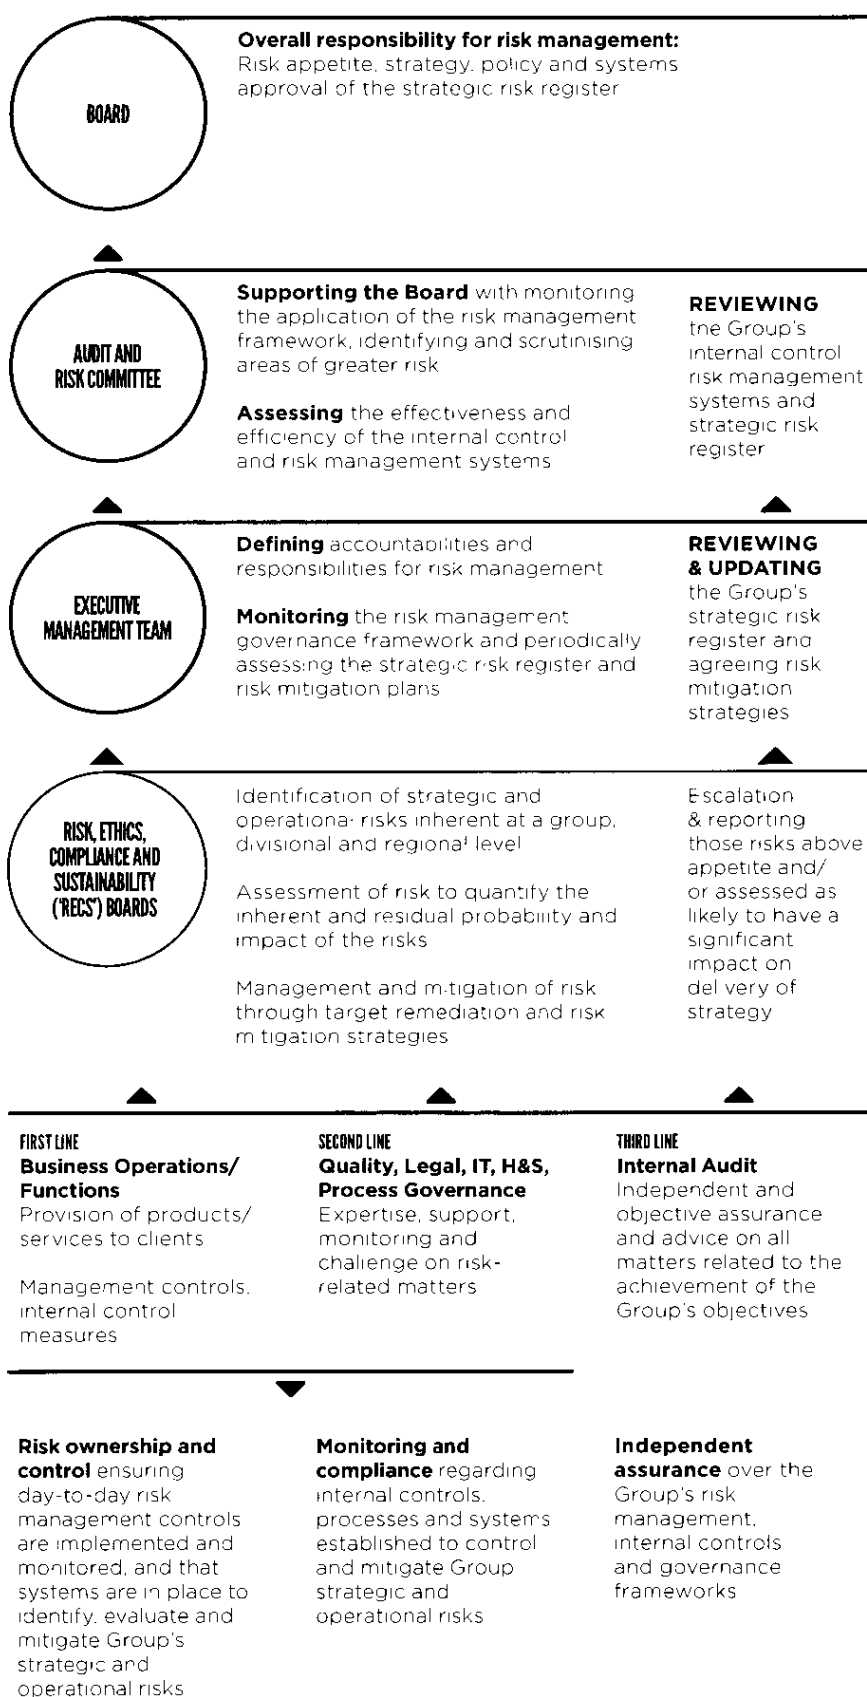 BOARD
Overall responsibility for risk management:
Risk appetite, strategy, policy and systems
approval of the strategic risk register
AUDIT AND
RISK COMMITTEE
Supporting the Board with monitoring
the application of the risk management
framework, identifying and scrutinising
areas of greater risk
Assessing the effectiveness and
efficiency of the internal control
and risk management systems
REVIEWING
the Group's
internal control
risk management
systems and
strategic risk
register
EXECUTIVE
MANAGEMENT TEAM
Defining accountabilities and
responsibilities for risk management
Monitoring the risk management
governance framework and periodically
assessing the strategic risk register and
risk mitigation plans
REVIEWING
& UPDATING
the Group's
strategic risk
register and
agreeing risk
mitigation
strategies
RISK, ETHICS,
COMPLIANCE AND
SUSTAINABILITY
('RECS') BOARDS
Identification of strategic and
operational risks inherent at a group,
divisional and regional level
Assessment of risk to quantify the
inherent and residual probability and
impact of the risks
Management and mitigation of risk
through target remediation and risk
mitigation strategies
Escalation
& reporting
those risks above
appetite and/
or assessed as
likely to have a
significant
impact on
delivery of
strategy
FIRST LINE
Business Operations/
Functions
Provision of products/
services to clients
Management controls,
internal control
measures
SECOND LINE
Quality, Legal, IT, H&S,
Process Governance
Expertise, support,
monitoring and
challenge on risk-
related matters
THIRD LINE
Internal Audit
Independent and
objective assurance
and advice on all
matters related to the
achievement of the
Group's objectives
Risk ownership and
control ensuring
day-to-day risk
management controls
are implemented and
monitored, and that
systems are in place to
identify, evaluate and
mitigate Group's
strategic and
operational risks
Monitoring and
compliance regarding
internal controls,
processes and systems
established to control
and mitigate Group
strategic and
operational risks
Independent
assurance over the
Group's risk
management,
internal controls
and governance
frameworks